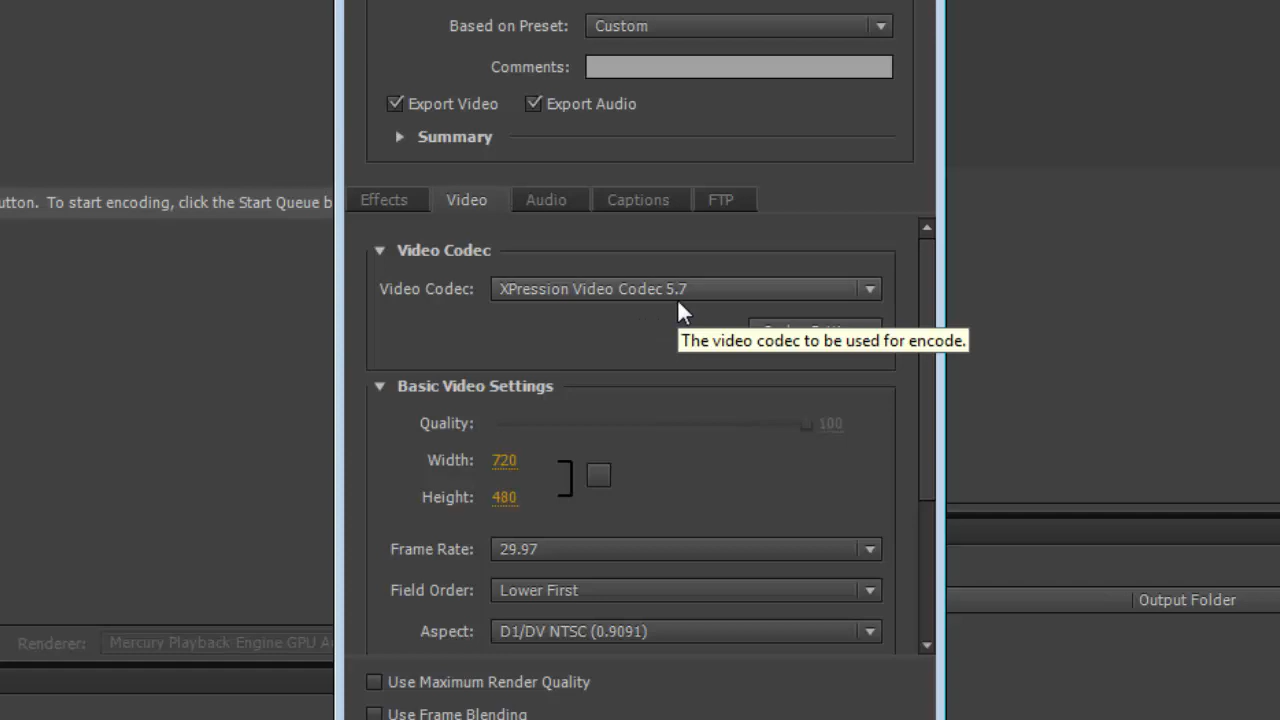 Based on Preset: Custom
Comments:
Export Video Export Audio
Summary
utton. To start encoding, click the Start Queue b
Effects Video Audio Captions FTP
Video Codec
Video Codec: XPression Video Codec 5.7
The video codec to be used for encode.
Basic Video Settings
Quality: 100
Width: 720
Height: 480
Frame Rate: 29.97
Field Order: Lower First
Aspect: D1/DV NTSC (0.9091)
Output Folder
Renderer: Mercury Playback Engine GPU A
Use Maximum Render Quality
Use Frame Blending